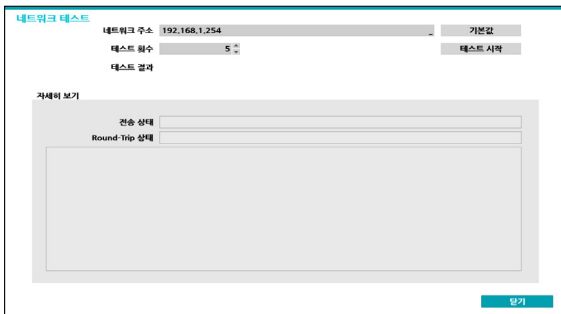 네트워크 테스트
네트워크 주소 192,168,1,254 기본값
테스트 횟수 5 테스트 시작
테스트 결과
자세히 보기
전송 상태
Round-Trip 상태
닫기